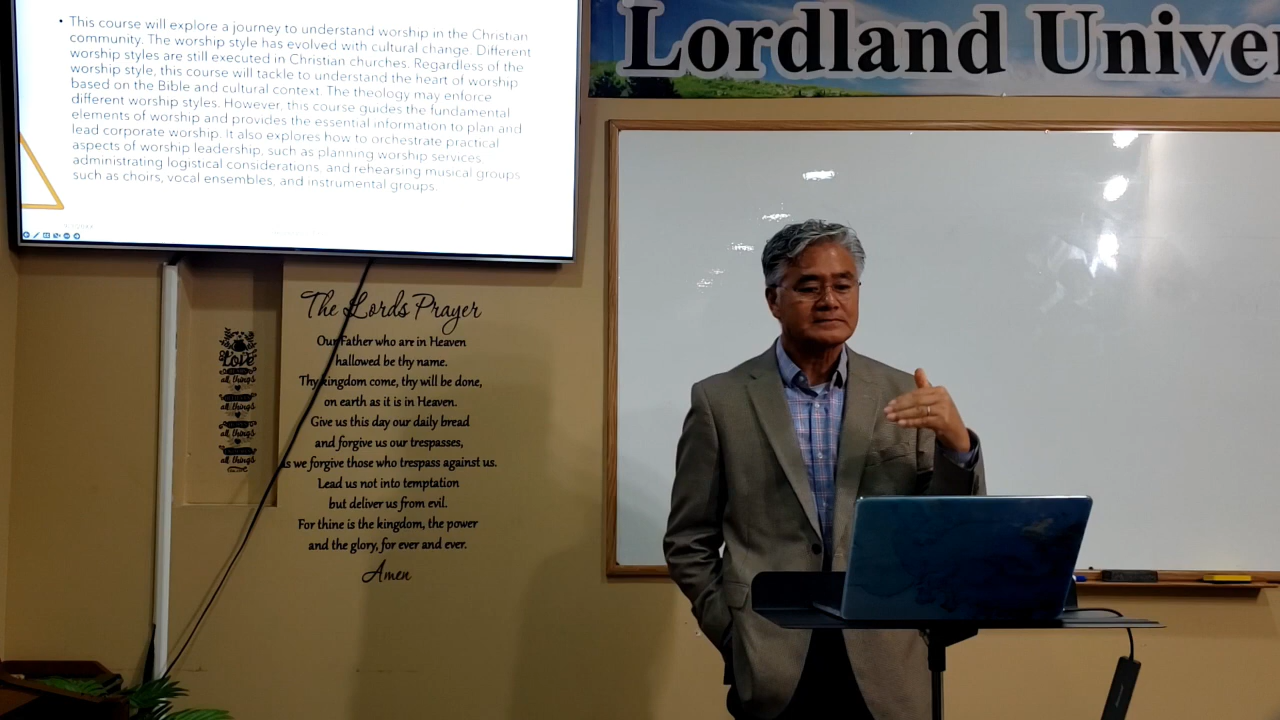 • This course will explore a journey to understand worship in the Christian
community. The worship style has evolved with cultural change. Different
worship styles are still executed in Christian churches. Regardless of the
worship style, this course will tackle to understand the heart of worship
based on the Bible and cultural context. The theology may enforce
different worship styles. However, this course guides the fundamental
elements of worship and provides the essential information to plan and
lead corporate worship. It also explores how to orchestrate practical
aspects of worship leadership, such as planning worship services,
administrating logistical considerations, and rehearsing musical groups
such as choirs, vocal ensembles, and instrumental groups.
Lordland Univer
The Lords Prayer
Our Father who are in Heaven
hallowed be thy name.
Thy kingdom come, thy will be done,
on earth as it is in Heaven.
Give us this day our daily bread
and forgive us our trespasses,
as we forgive those who trespass against us.
Lead us not into temptation
but deliver us from evil.
For thine is the kingdom, the power
and the glory, for ever and ever.
Amen
love
all things
all things
all things
all things